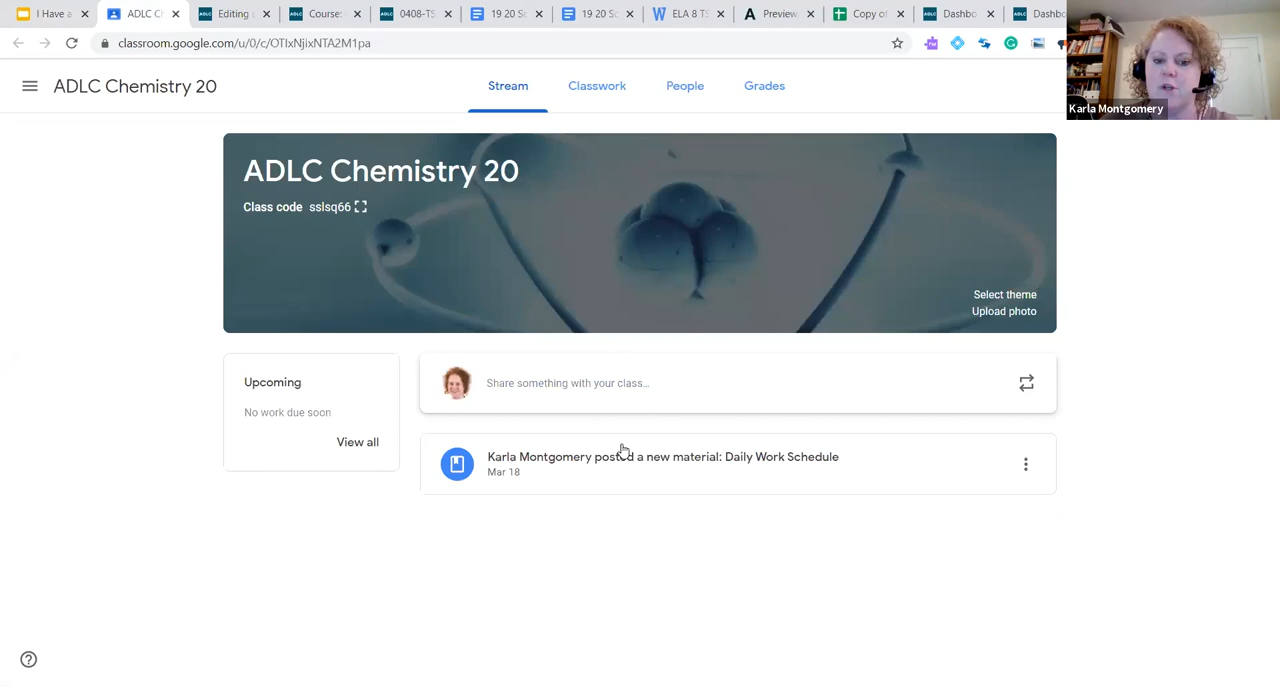 I Have a
ADLC Ch
Editing
Course:
0408-TS
19 20 Sc
19 20 Sc
ELA 8 TS
Preview,
Copy of
Dashbo
Dashbo
classroom.google.com/u/0/c/OTIxNjixNTA2M1pa
Karla Montgomery
ADLC Chemistry 20
Stream
Classwork
People
Grades
ADLC Chemistry 20
Class code sslsq66
Select theme
Upload photo
Upcoming
No work due soon
View all
Share something with your class...
Karla Montgomery posted a new material: Daily Work Schedule
Mar 18